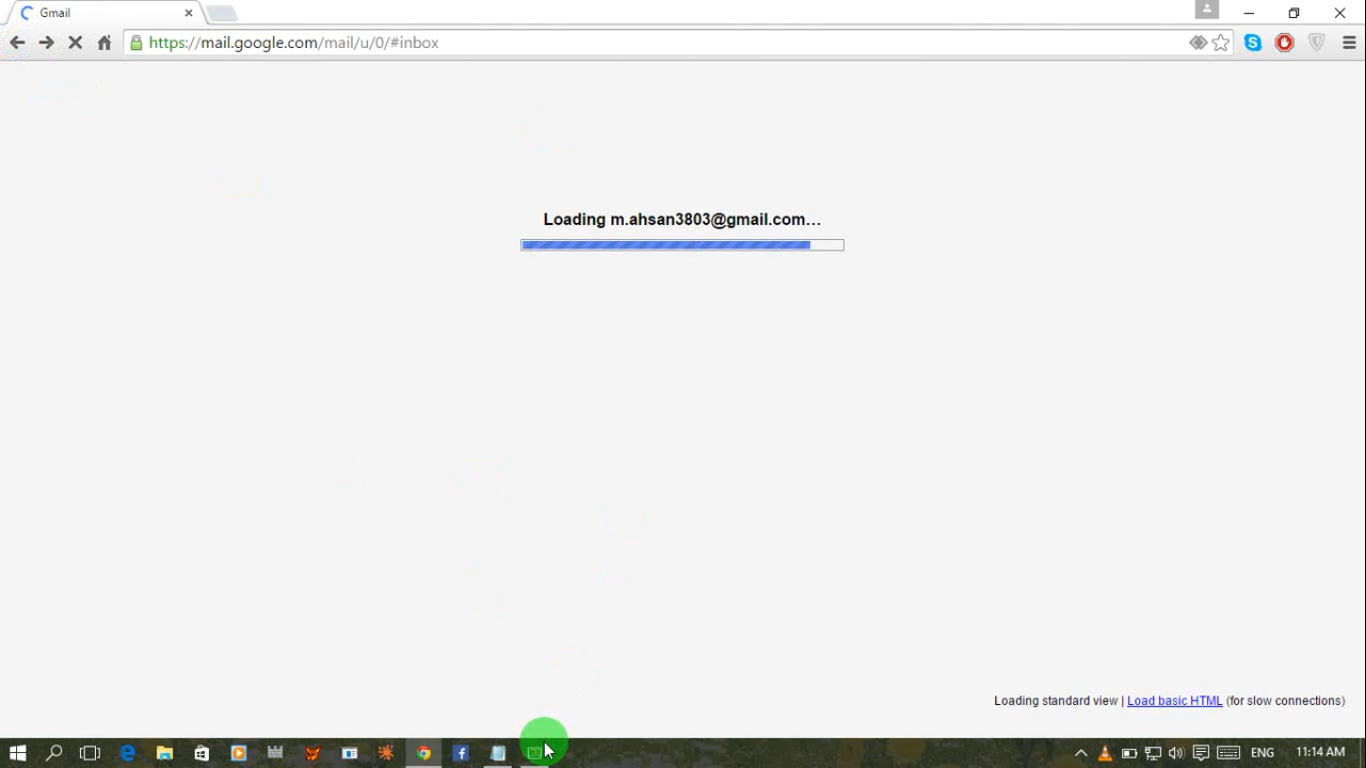 Gmail
https://mail.google.com/mail/u/0/#inbox
Loading m.ahsan3803@gmail.com…
Loading standard view | Load basic HTML (for slow connections)
ENG
11:14 AM